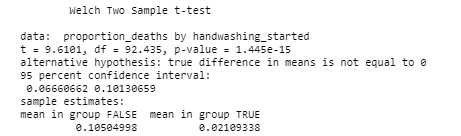 Welch Two Sample t-test
data:  proportion_deaths by handwashing_started
t = 9.6101, df = 92.435, p-value = 1.445e-15
alternative hypothesis: true difference in means is not equal to 0
95 percent confidence interval:
0.06660662 0.10130659
sample estimates:
mean in group FALSE  mean in group TRUE
0.10504998          0.02109338